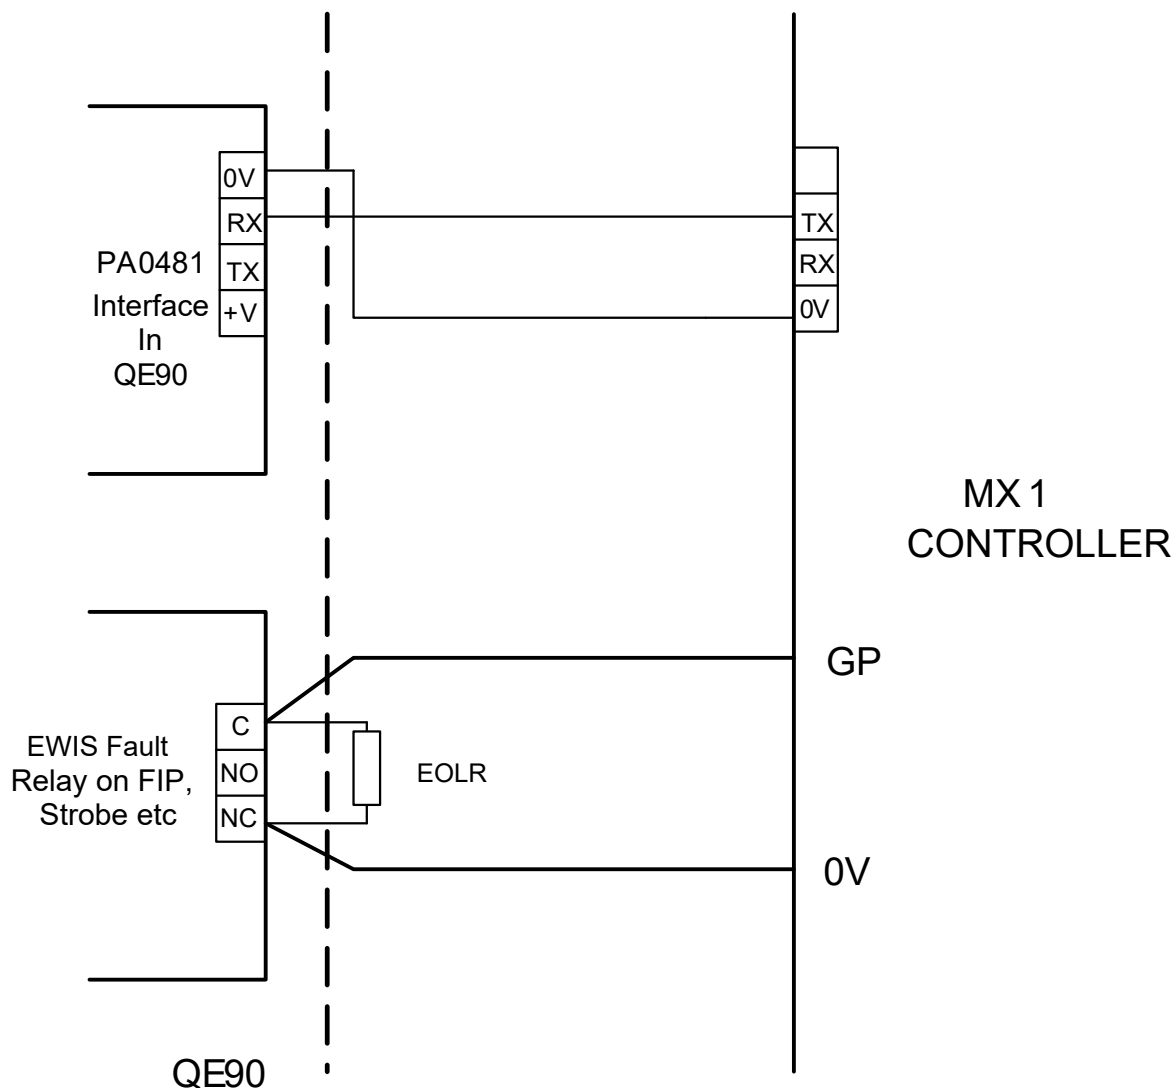 0V
RX
TX
+V
PA0481
Interface
In
QE90
TX
RX
0V
MX 1
CONTROLLER
GP
C
NO
NC
EWIS Fault
Relay on FIP,
Strobe etc
EOLR
0V
QE90